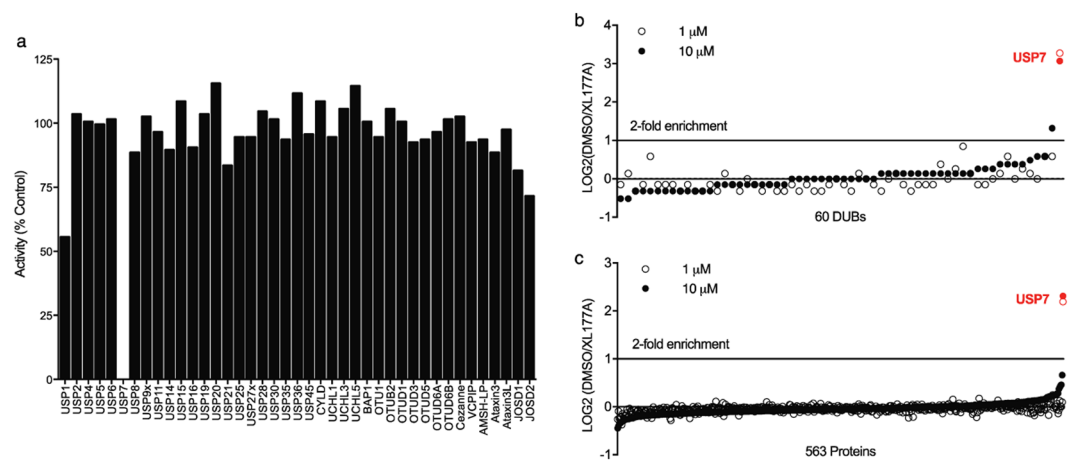 a
Activity (% Control)
125
100
75
50
25
0
USP1
USP2
USP4
USP5
USP6
USP7
USP8
USP9x
USP11
USP14
USP15
USP16
USP19
USP20
USP21
USP25
USP27x
USP28
USP30
USP35
USP36
USP45
CYLD
UCHL1
UCHL3
UCHL5
BAP1
OTU1
OTUB2
OTUD1
OTUD3
OTUD5
OTUD6A
OTUD6B
Cezanne
VCPIP
AMSH-LP
Ataxin3
Ataxin3L
JOSD1
JOSD2
b
LOG2(DMSO/XL177A)
4
3
2
1
0
-1
1 µM
10 µM
USP7
2-fold enrichment
60 DUBs
c
LOG2 (DMSO/XL177A)
3
2
1
0
-1
1 µM
10 µM
USP7
2-fold enrichment
563 Proteins